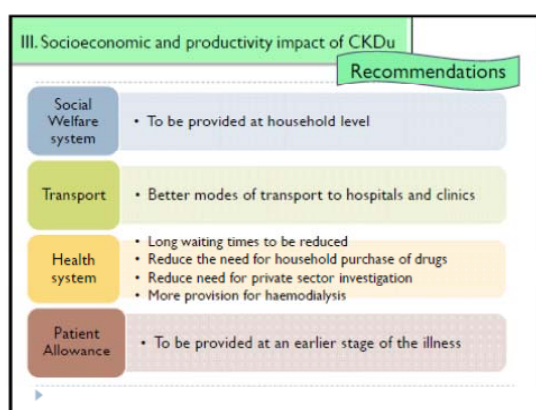 III. Socioeconomic and productivity impact of CKDu
Recommendations
Social
Welfare
system
• To be provided at household level
Transport
• Better modes of transport to hospitals and clinics
Health
system
• Long waiting times to be reduced
• Reduce the need for household purchase of drugs
• Reduce need for private sector investigation
• More provision for haemodialysis
Patient
Allowance
• To be provided at an earlier stage of the illness